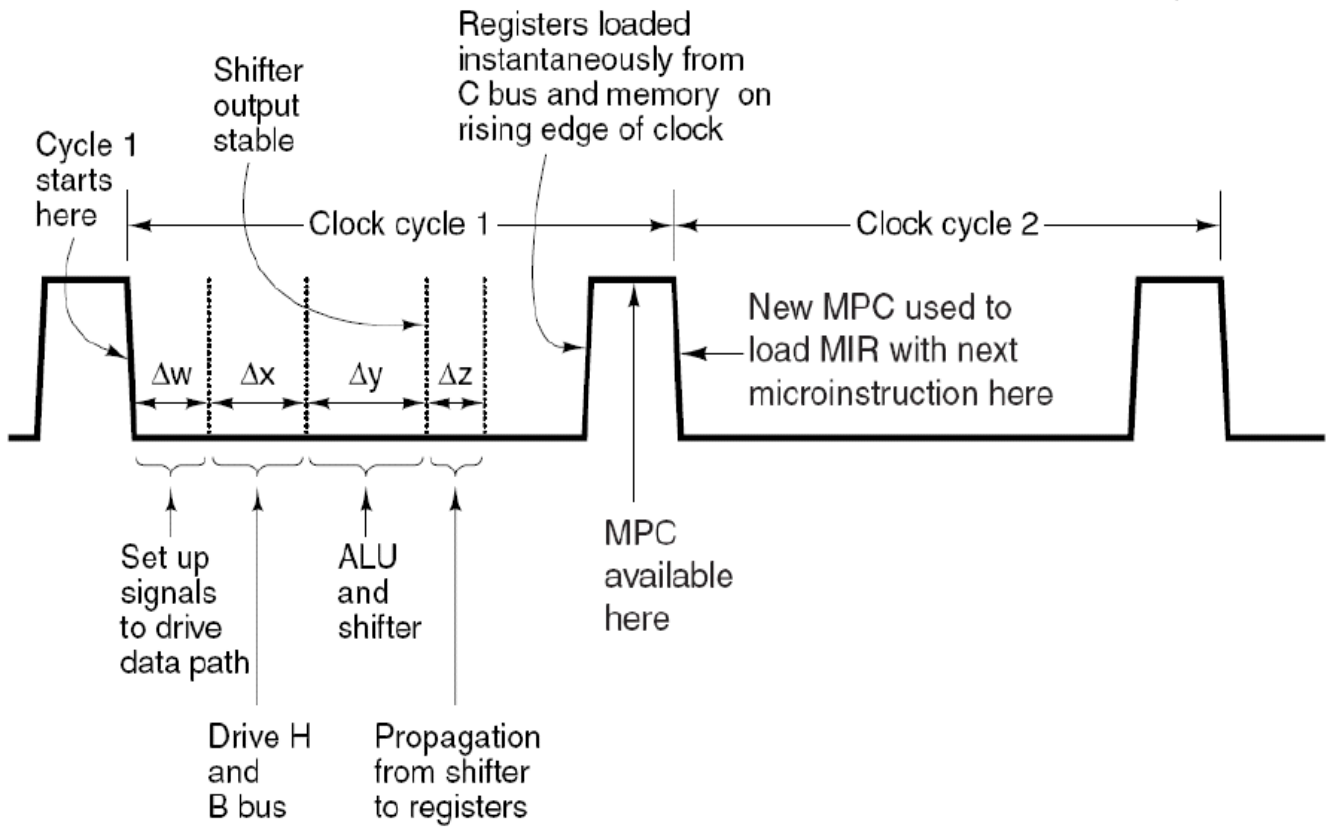 Registers loaded
instantaneously from
C bus and memory on
rising edge of clock
Shifter
output
stable
Cycle 1
starts
here
Clock cycle 1
Clock cycle 2
New MPC used to
load MIR with next
microinstruction here
Δw
Δx
Δy
Δz
Set up
signals
to drive
data path
ALU
and
shifter
MPC
available
here
Drive H
and
B bus
Propagation
from shifter
to registers